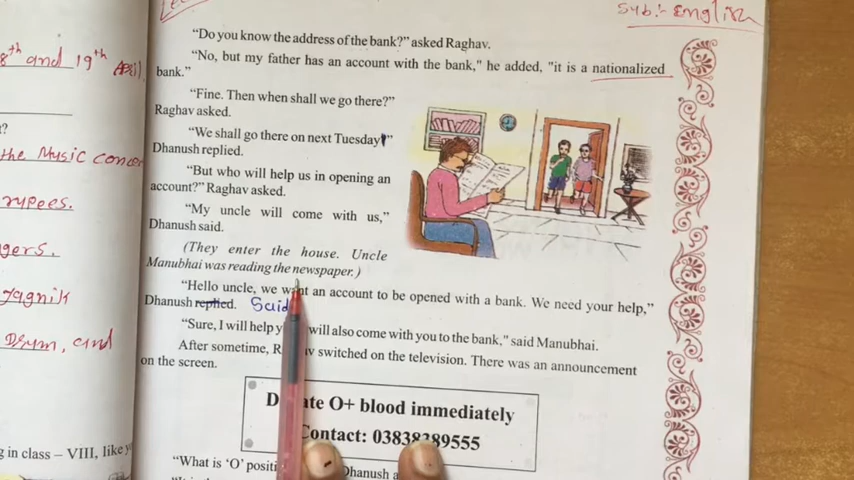 Sub:- English
8th and 19th April
the Music concer
rupees.
gers.
Yagnik
Drum, and
g in class – VIII, like y
"Do you know the address of the bank?" asked Raghav.
"No, but my father has an account with the bank," he added, "it is a nationalized
bank."
"Fine. Then when shall we go there?"
Raghav asked.
"We shall go there on next Tuesday"
Dhanush replied.
"But who will help us in opening an
account?" Raghav asked.
"My uncle will come with us,"
Dhanush said.
(They enter the house. Uncle
Manubhai was reading the newspaper.)
"Hello uncle, we want an account to be opened with a bank. We need your help,"
Dhanush replied. Said
"Sure, I will help y will also come with you to the bank," said Manubhai.
After sometime, R av switched on the television. There was an announcement
on the screen.
D ate O+ blood immediately
Contact: 03838389555
"What is 'O' positi Dhanush a